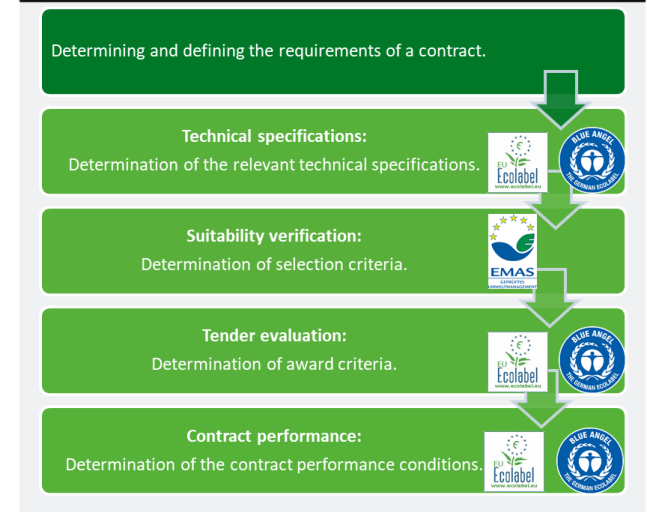 Determining and defining the requirements of a contract.
Technical specifications:
Determination of the relevant technical specifications.
EU
Ecolabel
www.ecolabel.eu
BLUE ANGEL
THE GERMAN ECOLABEL
Suitability verification:
Determination of selection criteria.
EMAS
GEPRÜFTES
UMWELTMANAGEMENT
Tender evaluation:
Determination of award criteria.
EU
Ecolabel
www.ecolabel.eu
BLUE ANGEL
THE GERMAN ECOLABEL
Contract performance:
Determination of the contract performance conditions.
EU
Ecolabel
www.ecolabel.eu
BLUE ANGEL
THE GERMAN ECOLABEL